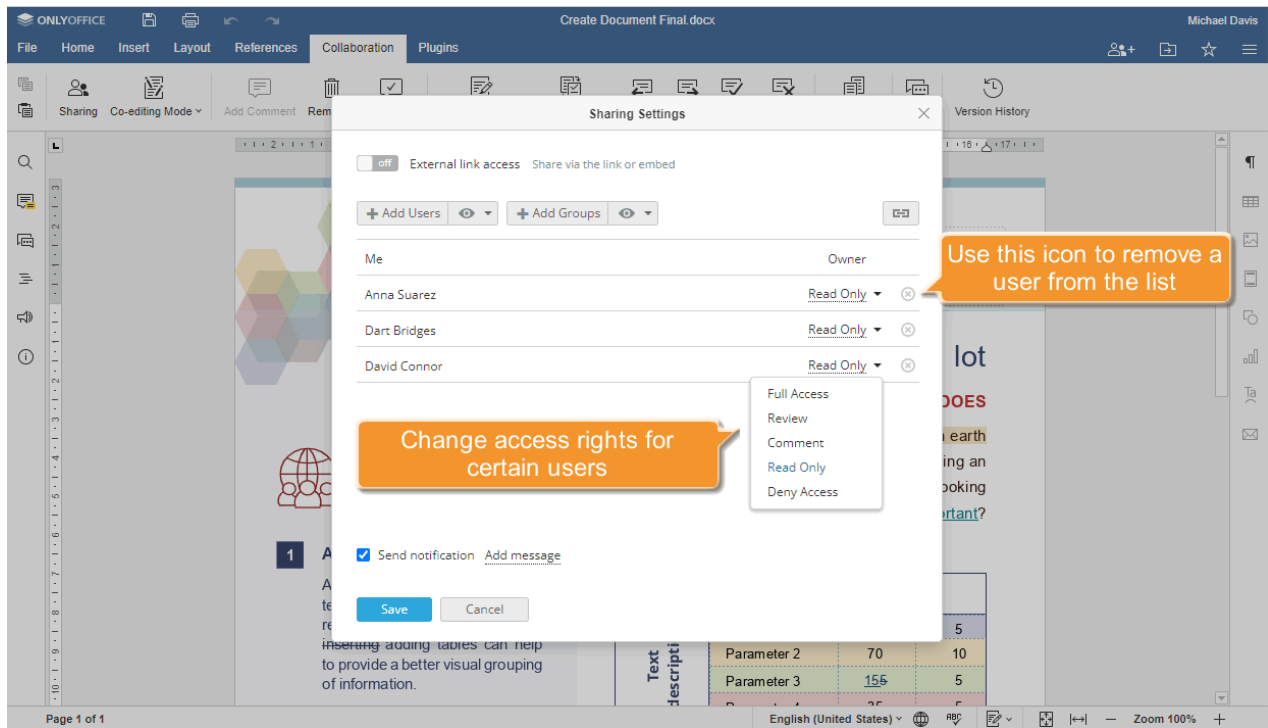 ONLYOFFICE
Create Document Final.docx
Michael Davis
File Home Insert Layout References Collaboration Plugins
Sharing Co-editing Mode Add Comment Rem Version History
Sharing Settings
off External link access Share via the link or embed
+ Add Users + Add Groups
Me Owner
Anna Suarez Read Only
Dart Bridges Read Only
David Connor Read Only
Full Access
Review
Comment
Read Only
Deny Access
Use this icon to remove a
user from the list
Change access rights for
certain users
Send notification Add message
Save Cancel
lot
DOES
earth
ing an
ooking
rtant?
1 A
A
te
re
inserting adding tables can help
to provide a better visual grouping
of information.
Text
descripti
5
Parameter 2 70 10
Parameter 3 155 5
Page 1 of 1 English (United States) Zoom 100%